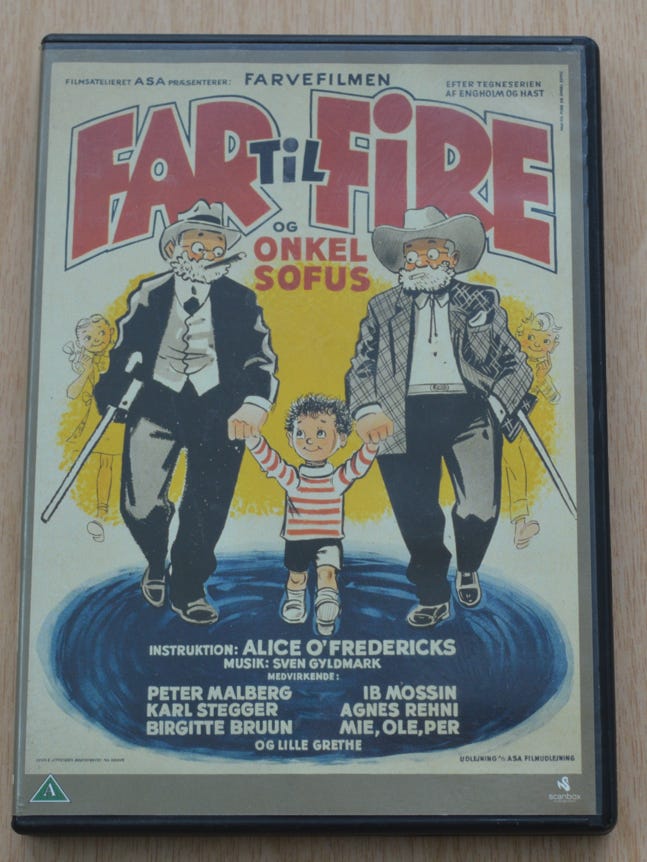 FILMSATELIERET ASA PRÆSENTERER: FARVEFILMEN
EFTER TEGNESERIEN
AF ENGHOLM OG HAST
FAR TiL FiRE
OG
ONKEL
SOFUS
INSTRUKTION: ALICE O'FREDERICKS
MUSIK: SVEN GYLDMARK
MEDVIRKENDE:
PETER MALBERG IB MOSSIN
KARL STEGGER AGNES REHNI
BIRGITTE BRUUN MIE, OLE, PER
OG LILLE GRETHE
UDLEJNING A/S ASA FILMUDLEJNING
A
scanbox